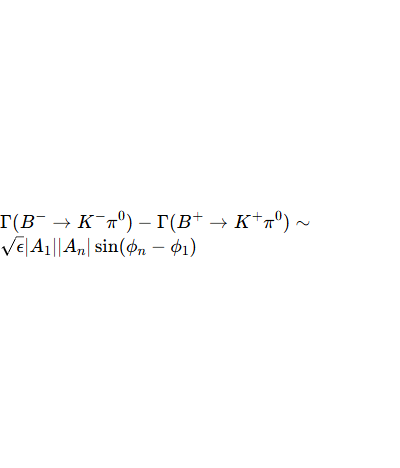 Γ(B⁻ → K⁻π⁰) − Γ(B⁺ → K⁺π⁰) ∼
√ϵ|A₁||Aₙ| sin(ϕₙ − ϕ₁)